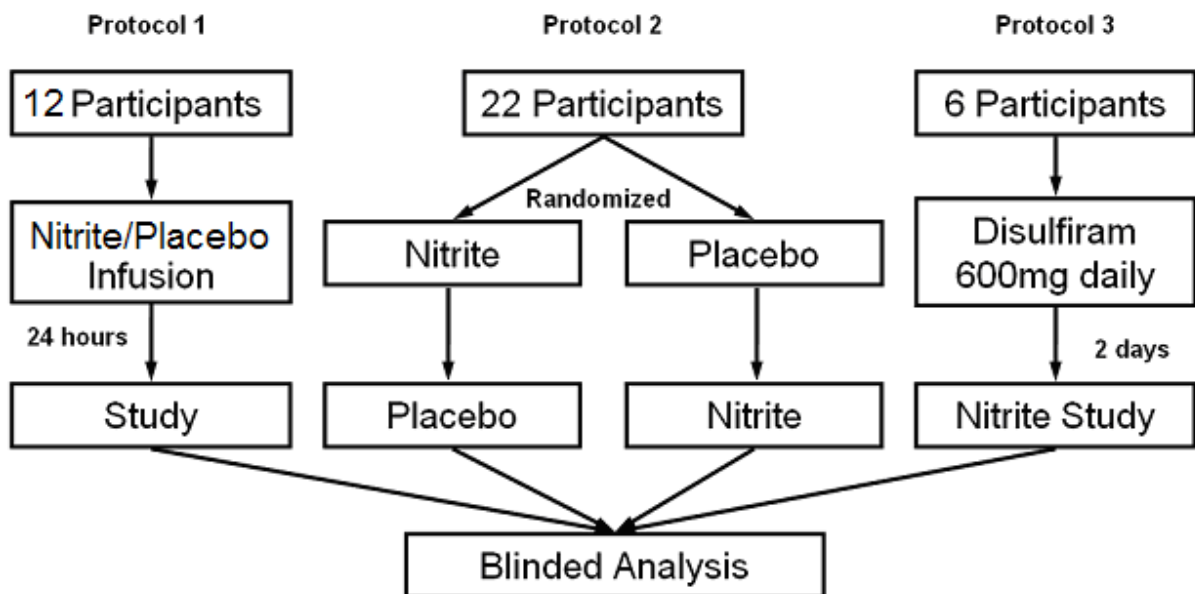 Protocol 1
Protocol 2
Protocol 3
12 Participants
22 Participants
6 Participants
Randomized
Nitrite/Placebo
Infusion
Nitrite
Placebo
Disulfiram
600mg daily
24 hours
2 days
Study
Placebo
Nitrite
Nitrite Study
Blinded Analysis